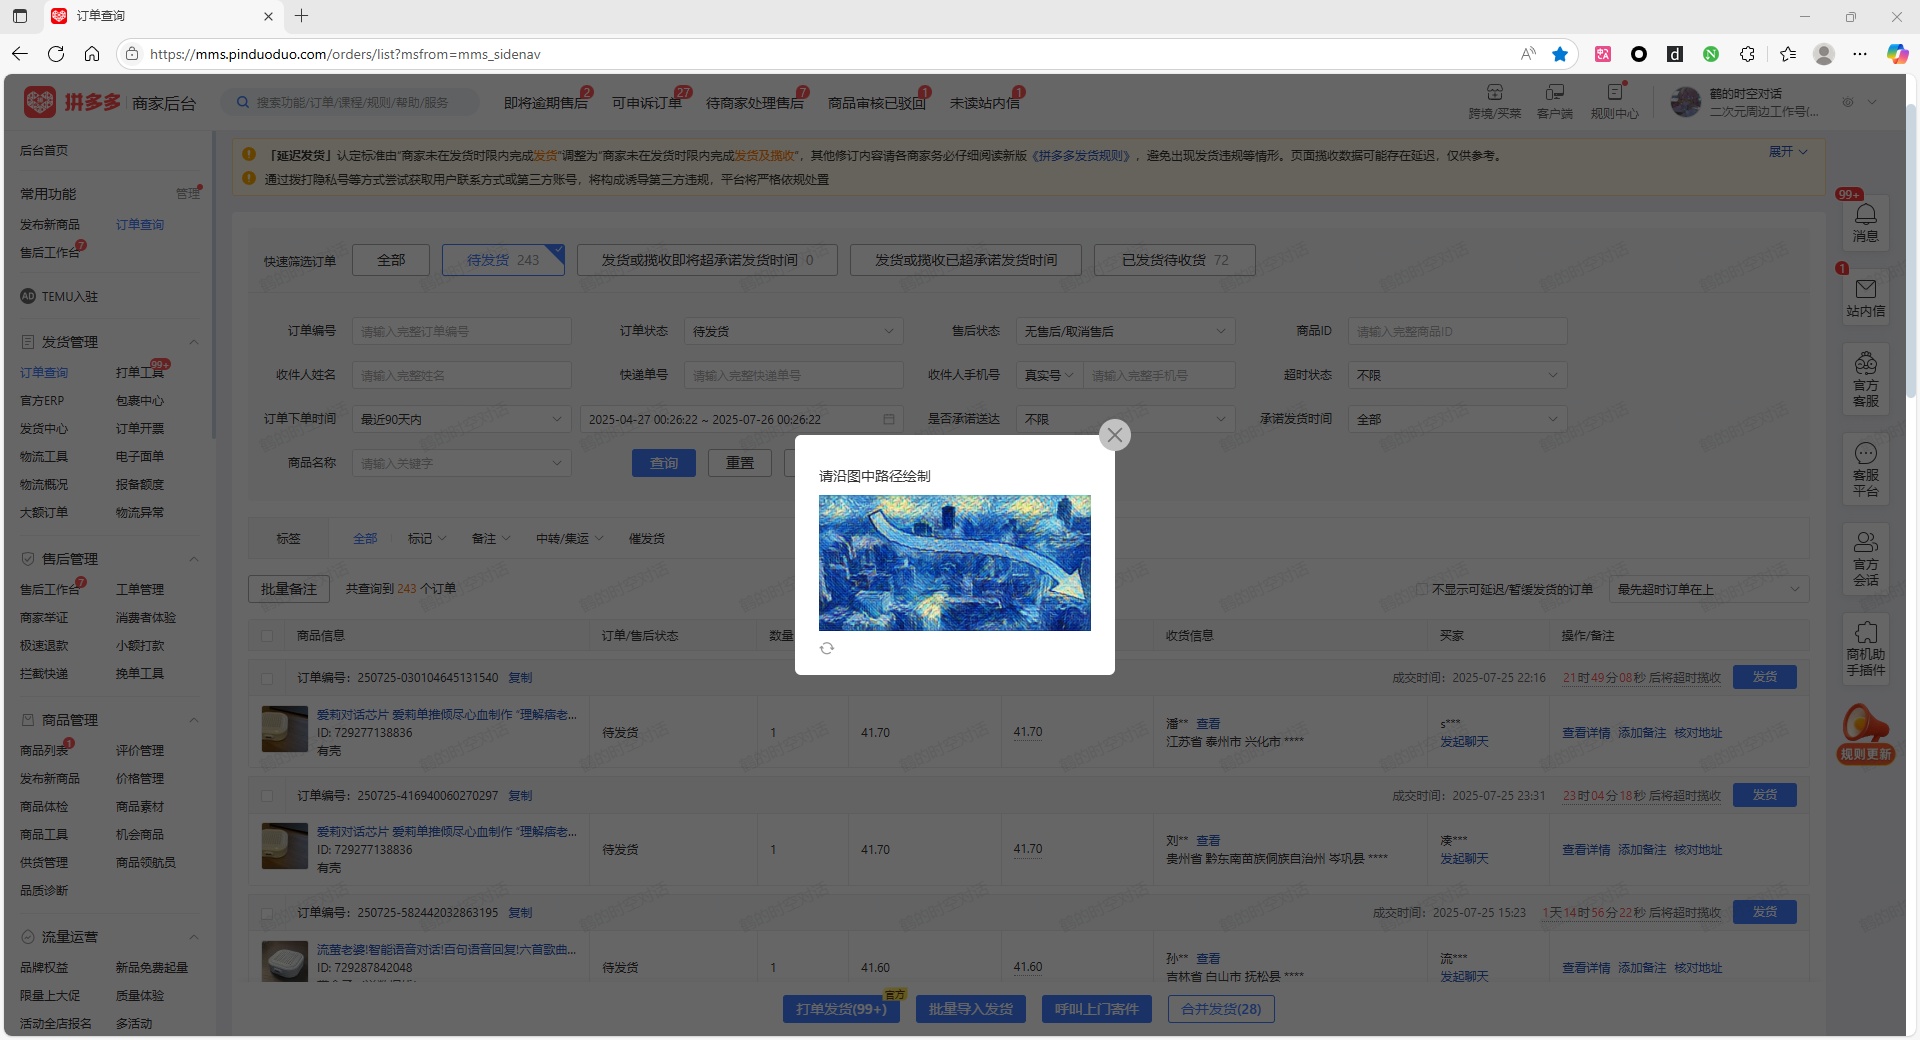 订单查询
https://mms.pinduoduo.com/orders/list?msfrom=mms_sidenav
拼多多 商家后台
搜索功能/订单/课程/规则/帮助/服务
即将逾期售后 2
可申诉订单 27
待商家处理售后 7
商品审核已驳回 1
未读站内信 1
跨境/买菜
客户端
规则中心
鹤的时空对话
二次元周边工作号(...
后台首页
常用功能 管理
发布新商品 订单查询
售后工作台 7
AD TEMU入驻
发货管理
订单查询 打单工具 99+
官方ERP 包裹中心
发货中心 订单开票
物流工具 电子面单
物流概况 报备额度
大额订单 物流异常
售后管理
售后工作台 7 工单管理
商家举证 消费者体验
极速退款 小额打款
拦截快递 挽单工具
商品管理
商品列表 1 评价管理
发布新商品 价格管理
商品体检 商品素材
商品工具 机会商品
供货管理 商品领航员
品质诊断
流量运营
品牌权益 新品免费起量
限量上大促 质量体验
活动全店报名 多活动
「延迟发货」认定标准由“商家未在发货时限内完成发货”调整为“商家未在发货时限内完成发货及揽收”，其他修订内容请各商家务必仔细阅读新版《拼多多发货规则》，避免出现发货违规等情形。页面揽收数据可能存在延迟，仅供参考。
展开
通过拨打隐私号等方式尝试获取用户联系方式或第三方账号，将构成诱导第三方违规，平台将严格依规处置
快速筛选订单 全部 待发货 243 发货或揽收即将超承诺发货时间 0 发货或揽收已超承诺发货时间 已发货待收货 72
订单编号 请输入完整订单编号 订单状态 待发货 售后状态 无售后/取消售后 商品ID 请输入完整商品ID
收件人姓名 请输入完整姓名 快递单号 请输入完整快递单号 收件人手机号 真实号 请输入完整手机号 超时状态 不限
订单下单时间 最近90天内 2025-04-27 00:26:22 ~ 2025-07-26 00:26:22 是否承诺送达 不限 承诺发货时间 全部
商品名称 请输入关键字 查询 重置
请沿图中路径绘制
标签 全部 标记 备注 中转/集运 催发货
批量备注 共查询到 243 个订单
不显示可延迟/暂缓发货的订单 最先超时订单在上
商品信息 订单/售后状态 数量 收货信息 买家 操作/备注
订单编号：250725-030104645131540 复制
成交时间：2025-07-25 22:16 21时49分08秒 后将超时揽收 发货
爱莉对话芯片 爱莉单推倾尽心血制作 “理解痞老...
ID: 729277138836
有壳
待发货 1 41.70 41.70
潘** 查看
江苏省 泰州市 兴化市 ****
s***
发起聊天
查看详情 添加备注 核对地址
订单编号：250725-416940060270297 复制
成交时间：2025-07-25 23:31 23时04分18秒 后将超时揽收 发货
爱莉对话芯片 爱莉单推倾尽心血制作 “理解痞老...
ID: 729277138836
有壳
待发货 1 41.70 41.70
刘** 查看
贵州省 黔东南苗族侗族自治州 岑巩县 ****
凑***
发起聊天
查看详情 添加备注 核对地址
订单编号：250725-582442032863195 复制
成交时间：2025-07-25 15:23 1天14时56分22秒 后将超时揽收 发货
流萤老婆!智能语音对话!百句语音回复!六首歌曲...
ID: 729287842048
待发货 1 41.60 41.60
孙** 查看
吉林省 白山市 抚松县 ****
流***
发起聊天
查看详情 添加备注 核对地址
打单发货(99+) 官方 批量导入发货 呼叫上门寄件 合并发货(28)
99+
消息
1
站内信
官方
客服
客服
平台
官方
会话
商机助
手插件
规则更新
鹤的时空对话